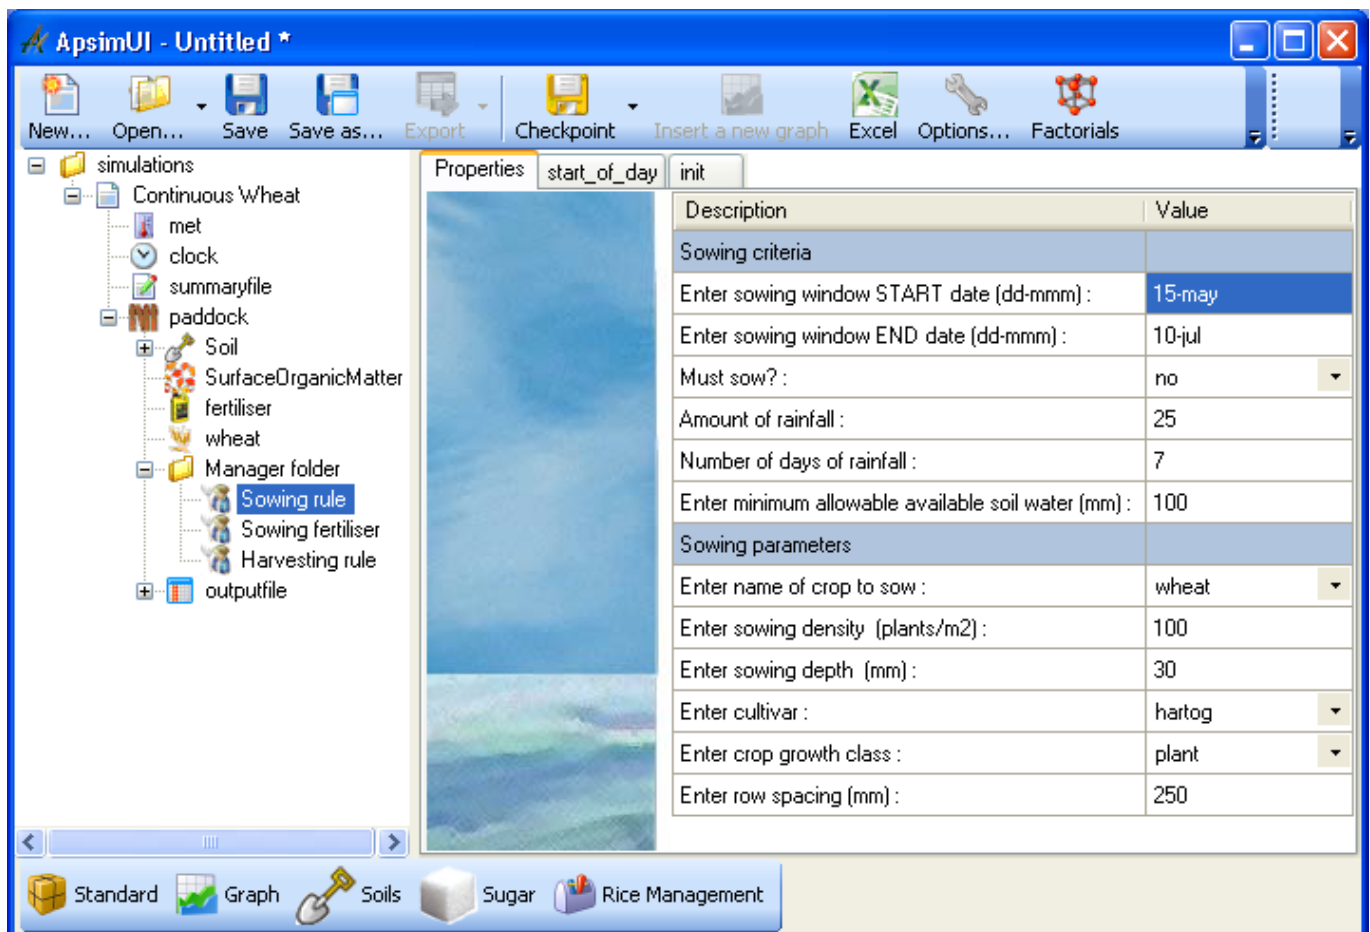 ApsimUI - Untitled *
New... Open... Save Save as... Export Checkpoint Insert a new graph Excel Options... Factorials
simulations
Continuous Wheat
met
clock
summaryfile
paddock
Soil
SurfaceOrganicMatter
fertiliser
wheat
Manager folder
Sowing rule
Sowing fertiliser
Harvesting rule
outputfile
Properties start_of_day init
Description Value
Sowing criteria
Enter sowing window START date (dd-mmm) : 15-may
Enter sowing window END date (dd-mmm) : 10-jul
Must sow? : no
Amount of rainfall : 25
Number of days of rainfall : 7
Enter minimum allowable available soil water (mm) : 100
Sowing parameters
Enter name of crop to sow : wheat
Enter sowing density (plants/m2) : 100
Enter sowing depth (mm) : 30
Enter cultivar : hartog
Enter crop growth class : plant
Enter row spacing (mm) : 250
Standard Graph Soils Sugar Rice Management